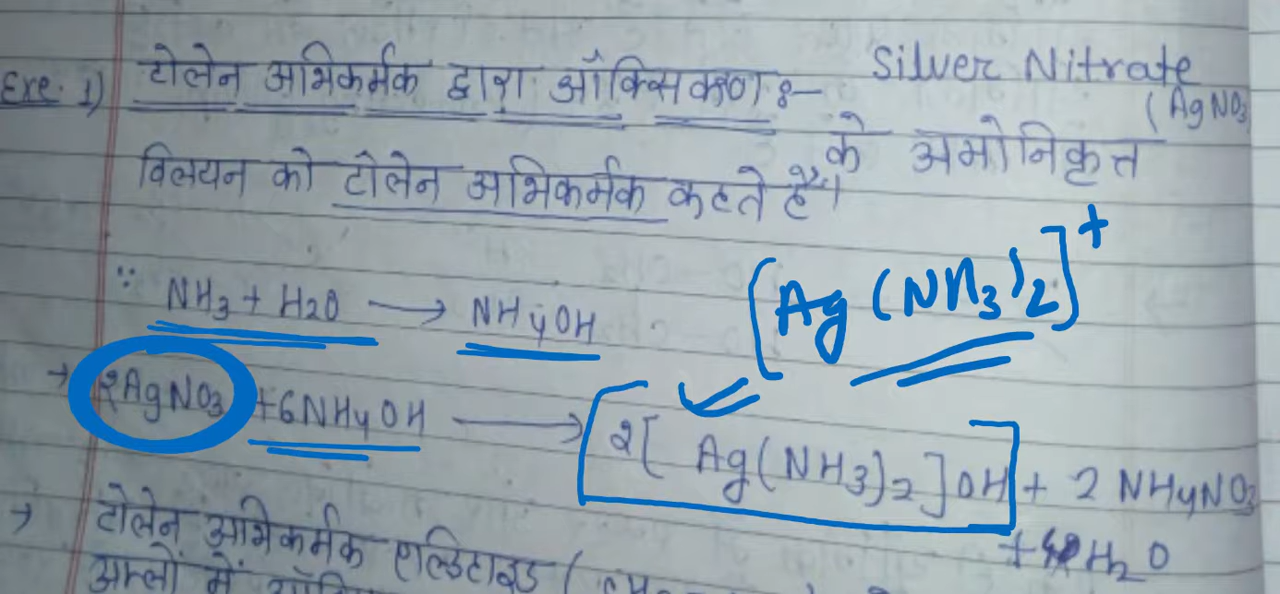 Exe. 1) टोलेन अभिकर्मक द्वारा ऑक्सिकरण :- Silver Nitrate
(AgNO3
के अमोनिकृत
विलयन को टोलेन अभिकर्मक कहते हैं।
[Ag(NH3)2]+
∵ NH3 + H2O → NH4OH
→ 2AgNO3 + 6NH4OH → 2[Ag(NH3)2]OH + 2NH4NO3
+ H2O
→ टोलेन अभिकर्मक एल्डिहाइड (
अम्लों में